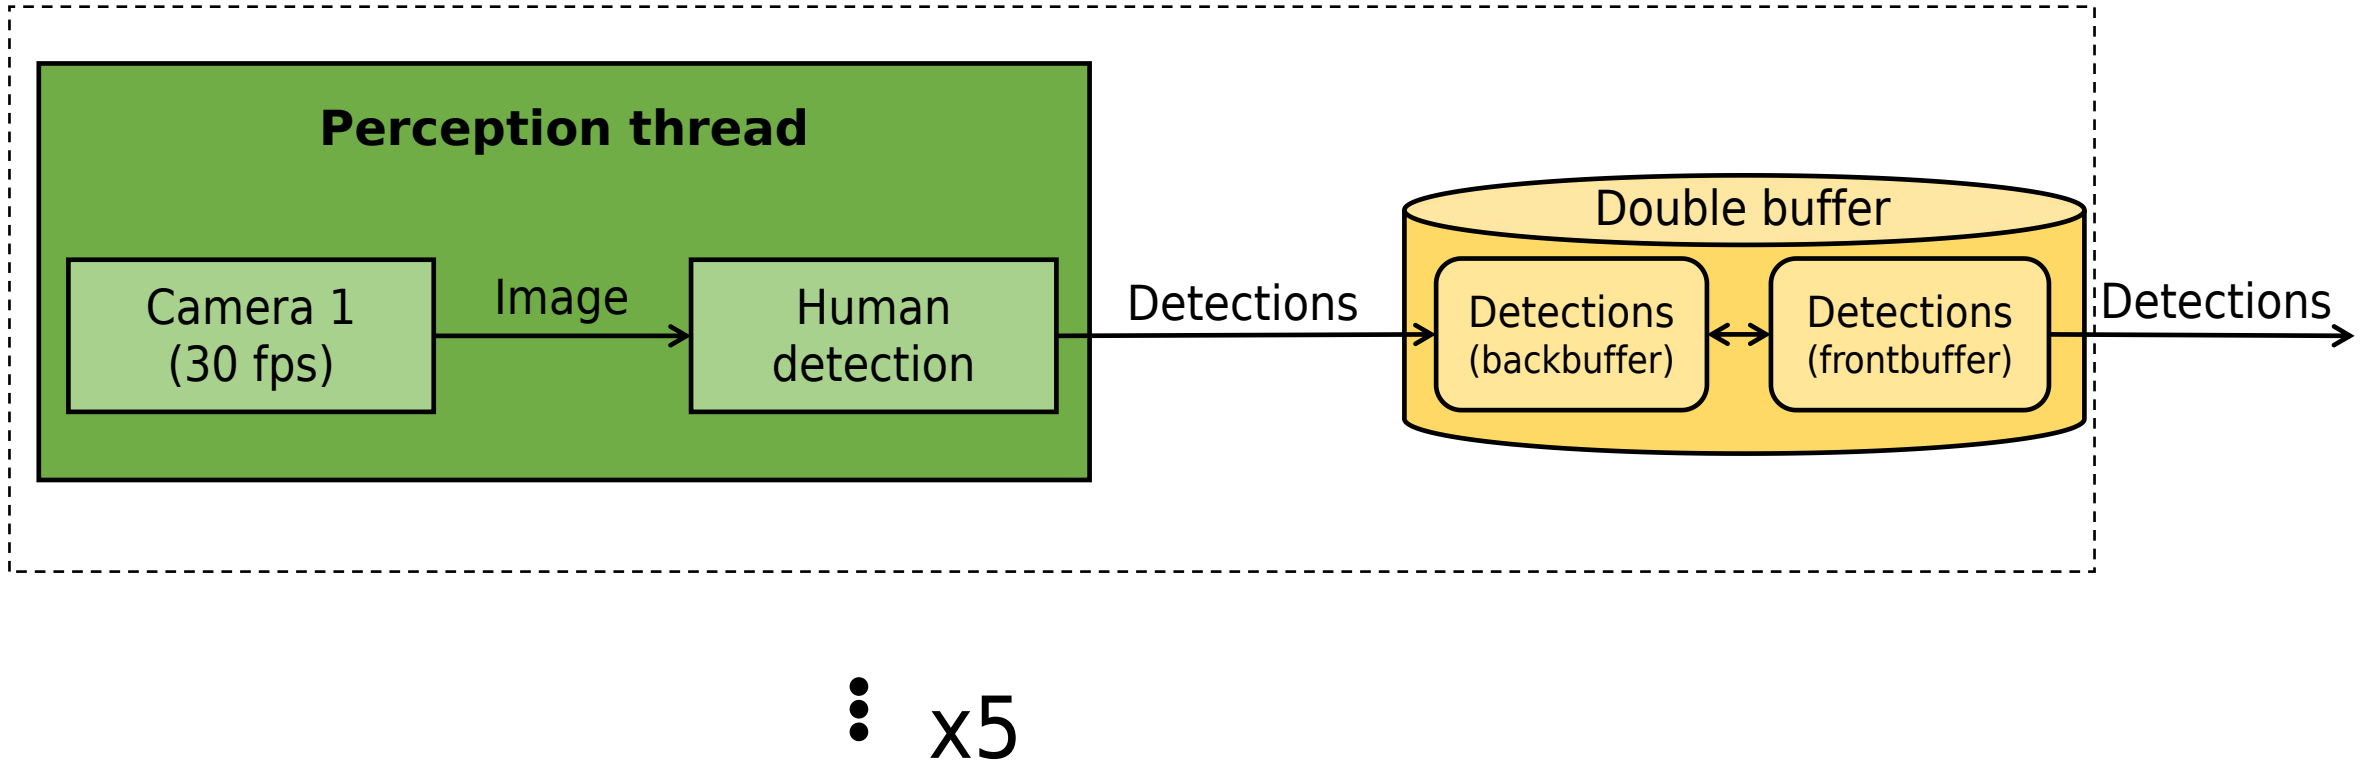 Perception thread
Camera 1
(30 fps)
Image
Human
detection
Detections
Double buffer
Detections
(backbuffer)
Detections
(frontbuffer)
Detections
x5